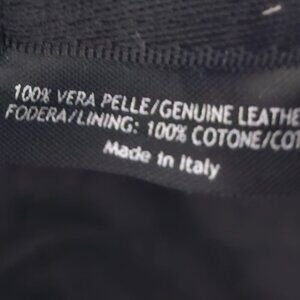 100% VERA PELLE/GENUINE LEATHE
FODERA/LINING: 100% COTONE/COT
Made in Italy